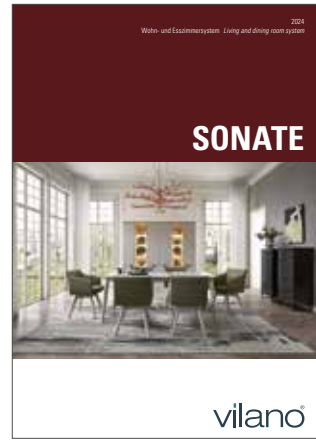 2024
Wohn- und Esszimmersystem Living and dining room system
SONATE
vilano®